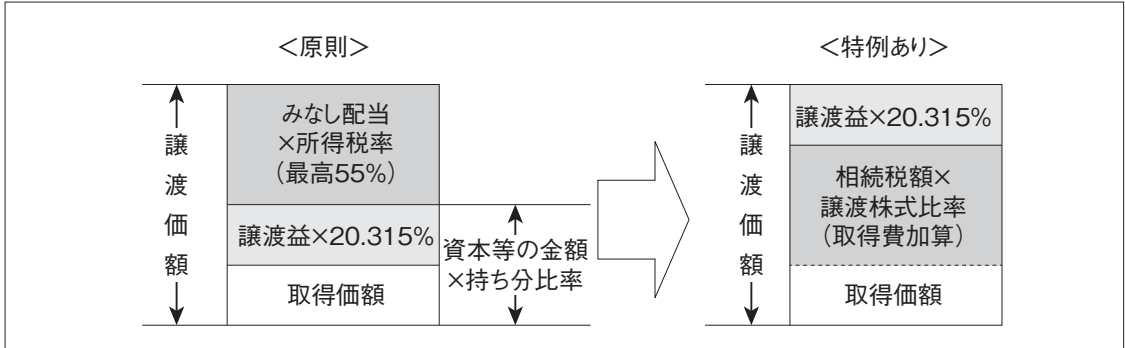 <原則>
譲渡価額
みなし配当
×所得税率
(最高55%)
譲渡益×20.315%
取得価額
資本等の金額
×持ち分比率
<特例あり>
譲渡価額
譲渡益×20.315%
相続税額×
譲渡株式比率
(取得費加算)
取得価額